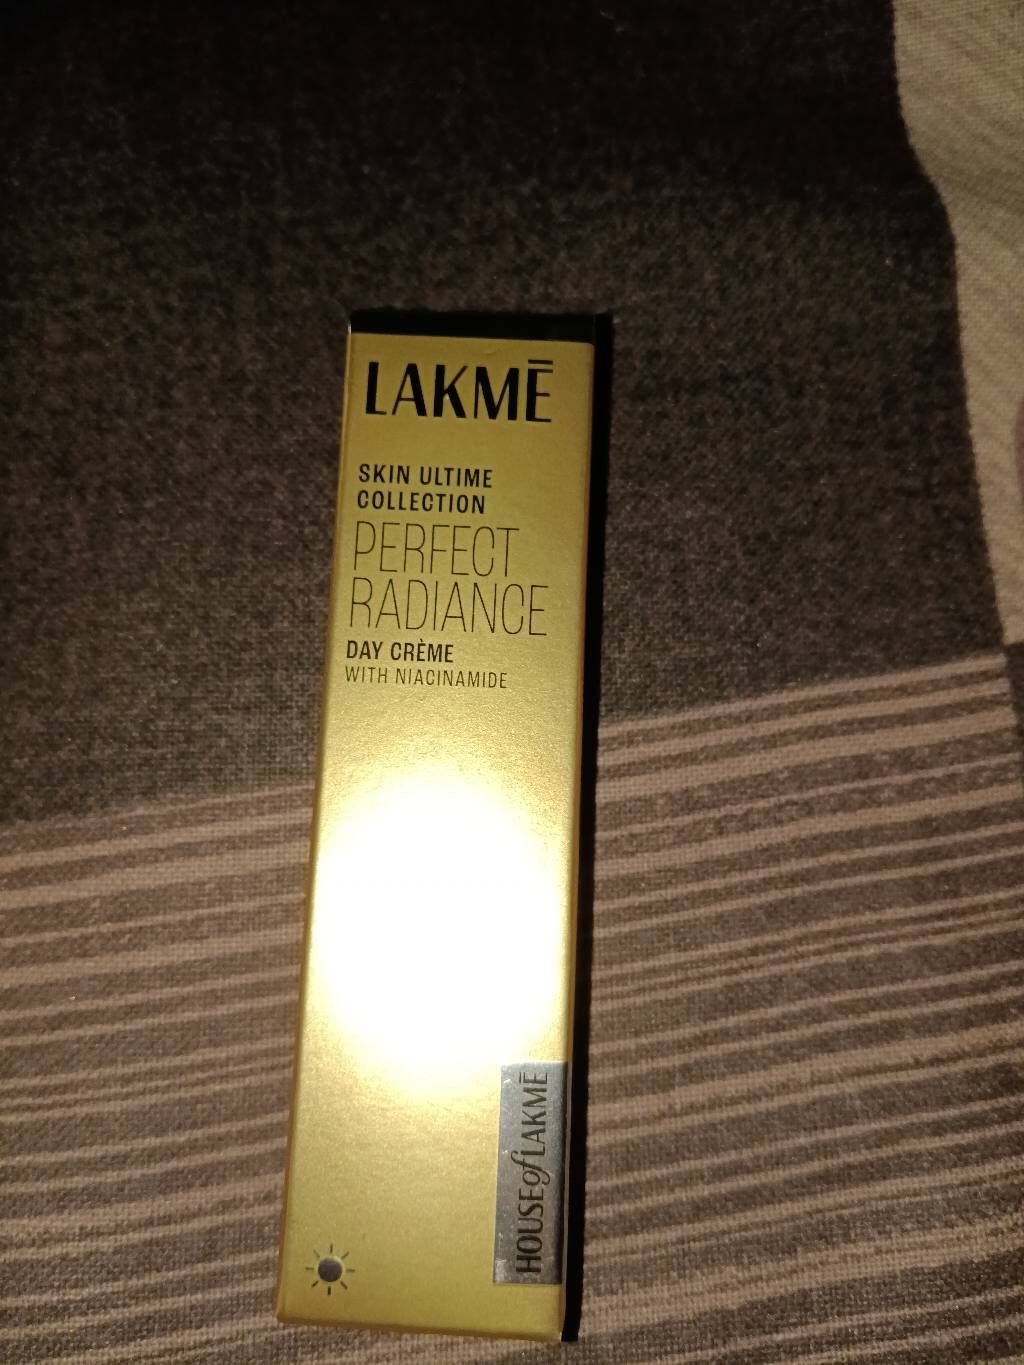 LAKMĒ
SKIN ULTIME
COLLECTION
PERFECT
RADIANCE
DAY CRÈME
WITH NIACINAMIDE
HOUSE of LAKMĒ